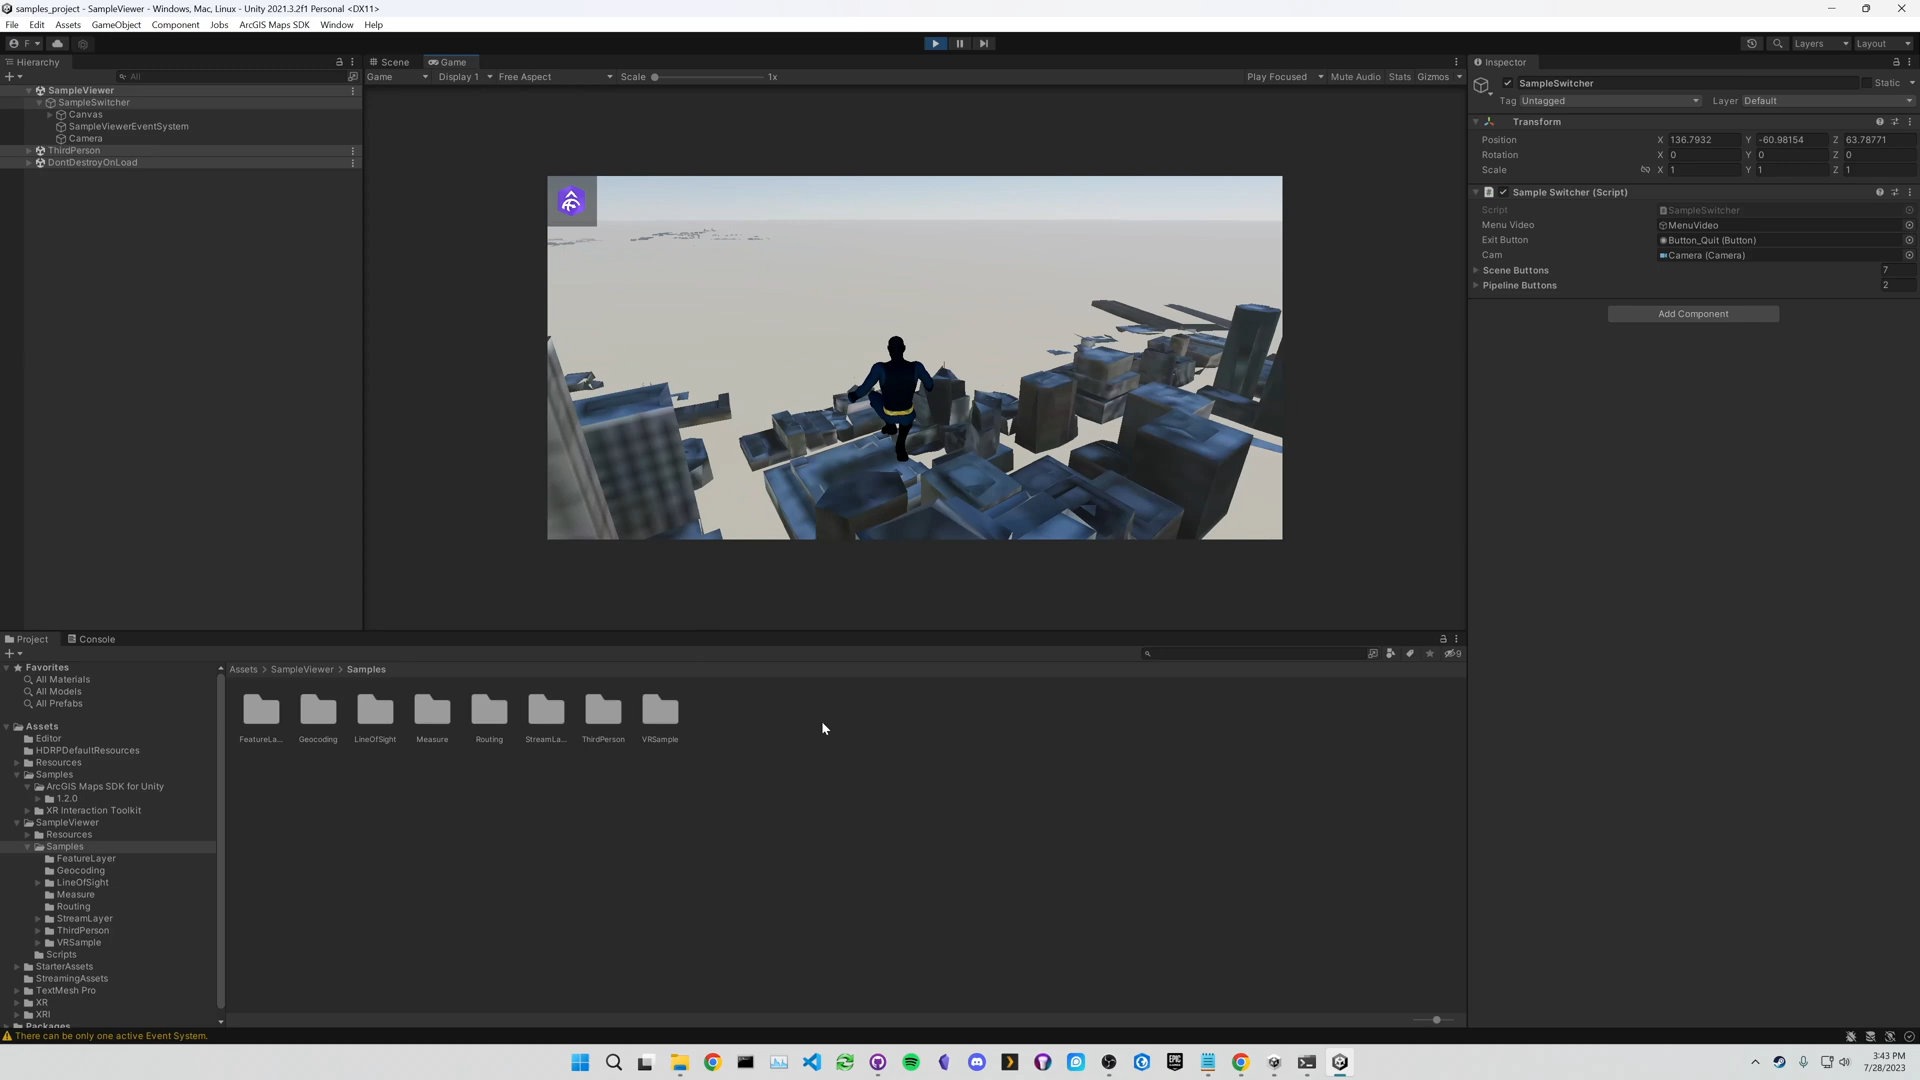 samples_project - SampleViewer - Windows, Mac, Linux - Unity 2021.3.2f1 Personal <DX11>
File Edit Assets GameObject Component Jobs ArcGIS Maps SDK Window Help
F Layers Layout
Hierarchy
All
SampleViewer
SampleSwitcher
Canvas
SampleViewerEventSystem
Camera
ThirdPerson
DontDestroyOnLoad
Scene Game
Game Display 1 Free Aspect Scale 1x Play Focused Mute Audio Stats Gizmos
Inspector
SampleSwitcher Static
Tag Untagged Layer Default
Transform
Position X 136.7932 Y -60.98154 Z 63.78771
Rotation X 0 Y 0 Z 0
Scale X 1 Y 1 Z 1
Sample Switcher (Script)
Script SampleSwitcher
Menu Video MenuVideo
Exit Button Button_Quit (Button)
Cam Camera (Camera)
Scene Buttons 7
Pipeline Buttons 2
Add Component
Project Console
9
Favorites
All Materials
All Models
All Prefabs
Assets
Editor
HDRPDefaultResources
Resources
Samples
ArcGIS Maps SDK for Unity
1.2.0
XR Interaction Toolkit
SampleViewer
Resources
Samples
FeatureLayer
Geocoding
LineOfSight
Measure
Routing
StreamLayer
ThirdPerson
VRSample
Scripts
StarterAssets
StreamingAssets
TextMesh Pro
XR
XRI
Packages
Assets > SampleViewer > Samples
FeatureLa... Geocoding LineOfSight Measure Routing StreamLa... ThirdPerson VRSample
There can be only one active Event System.
EPIC GAMES
3:43 PM
7/28/2023